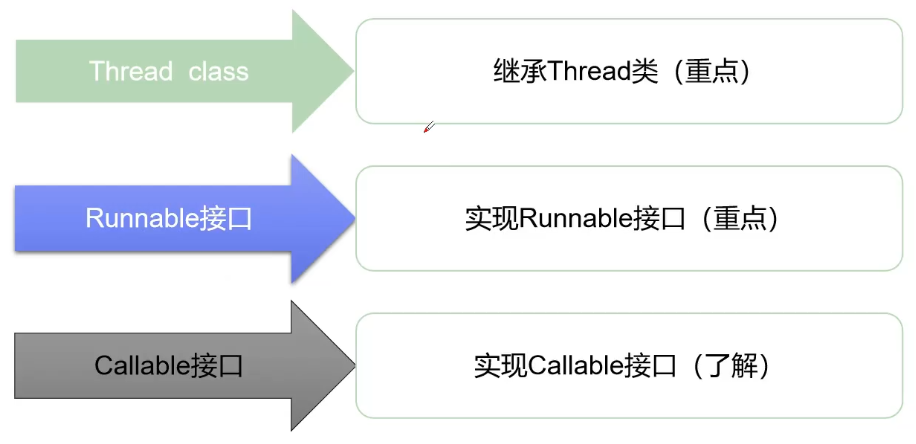 Thread class
继承Thread类（重点）
Runnable接口
实现Runnable接口（重点）
Callable接口
实现Callable接口（了解）